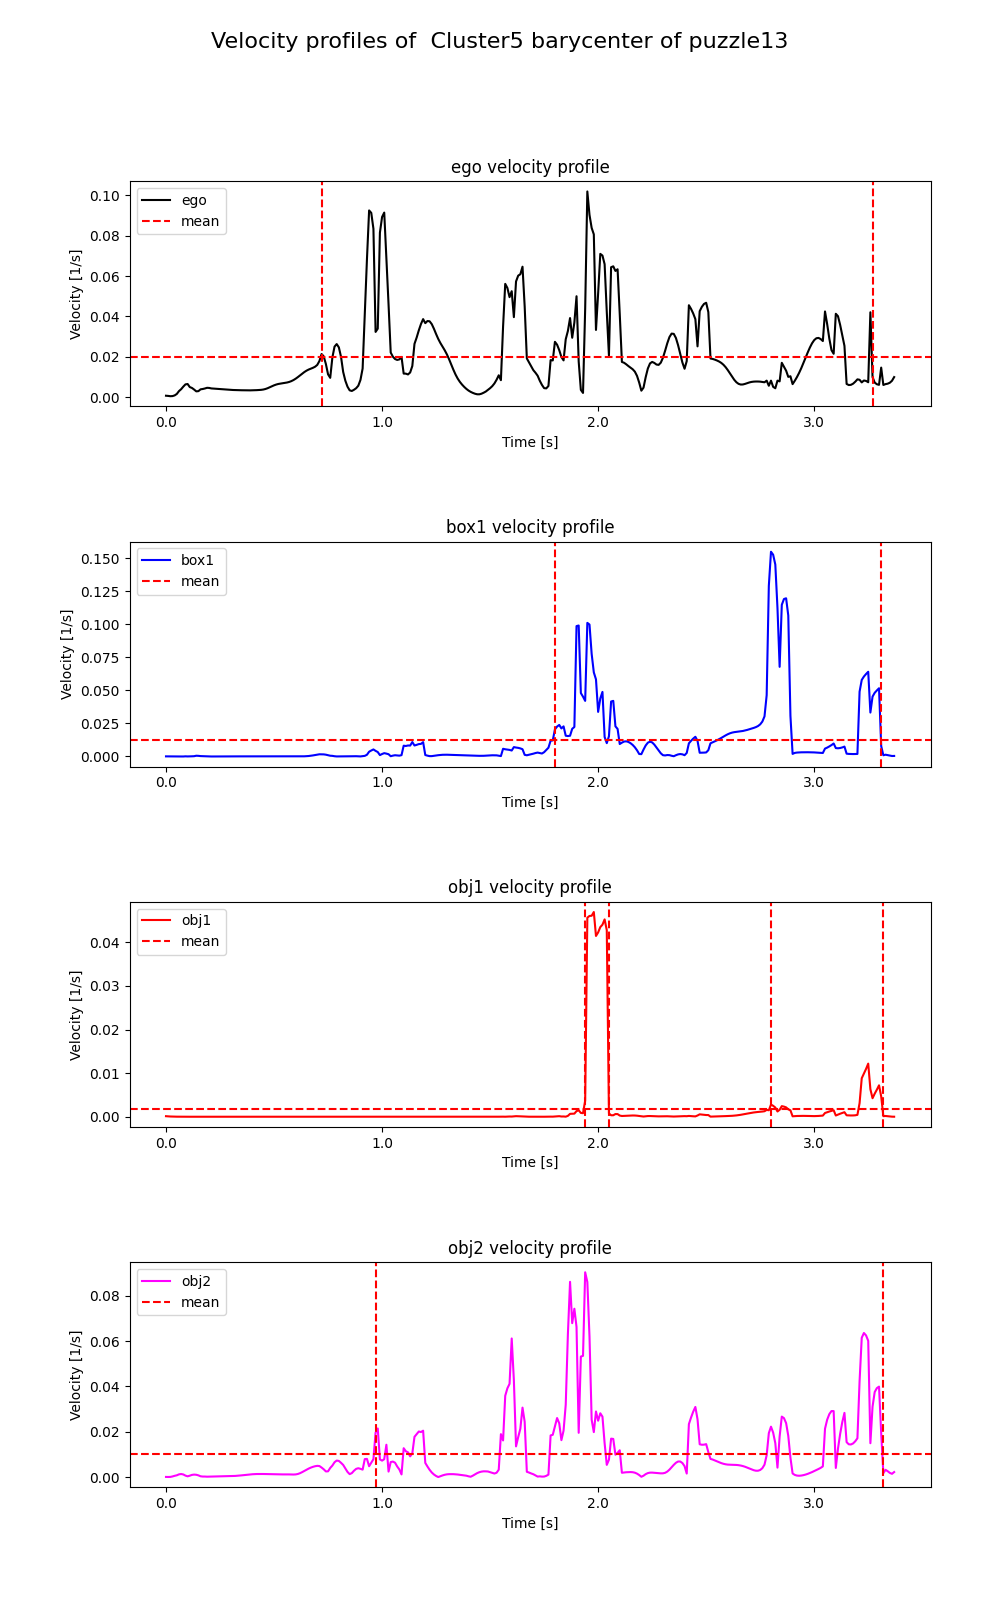 Velocity profiles of  Cluster5 barycenter of puzzle13
ego velocity profile
ego
mean
Velocity [1/s]
0.10
0.08
0.06
0.04
0.02
0.00
0.0 1.0 2.0 3.0
Time [s]
box1 velocity profile
box1
mean
Velocity [1/s]
0.150
0.125
0.100
0.075
0.050
0.025
0.000
0.0 1.0 2.0 3.0
Time [s]
obj1 velocity profile
obj1
mean
Velocity [1/s]
0.04
0.03
0.02
0.01
0.00
0.0 1.0 2.0 3.0
Time [s]
obj2 velocity profile
obj2
mean
Velocity [1/s]
0.08
0.06
0.04
0.02
0.00
0.0 1.0 2.0 3.0
Time [s]